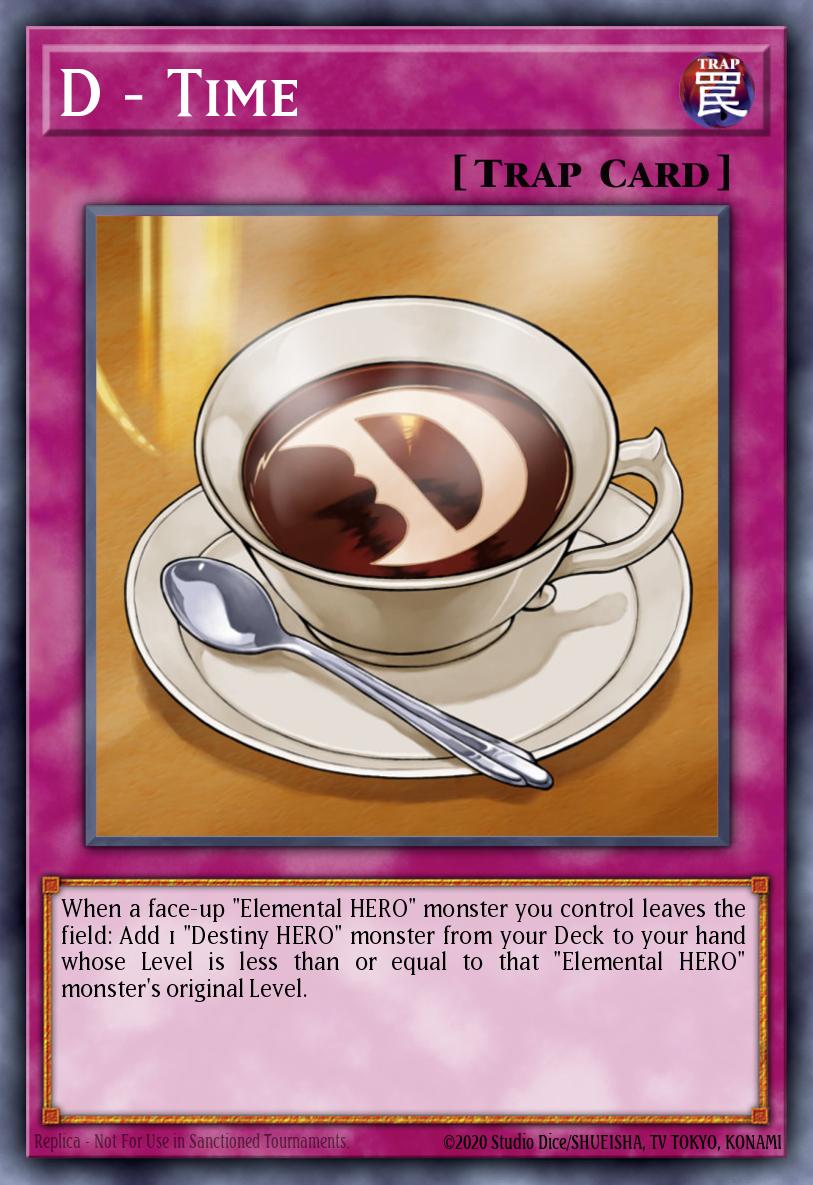 D - Time
TRAP
罠
[Trap Card]
D
When a face-up "Elemental HERO" monster you control leaves the
field: Add 1 "Destiny HERO" monster from your Deck to your hand
whose Level is less than or equal to that "Elemental HERO"
monster's original Level.
Replica - Not For Use in Sanctioned Tournaments.
©2020 Studio Dice/SHUEISHA, TV TOKYO, KONAMI